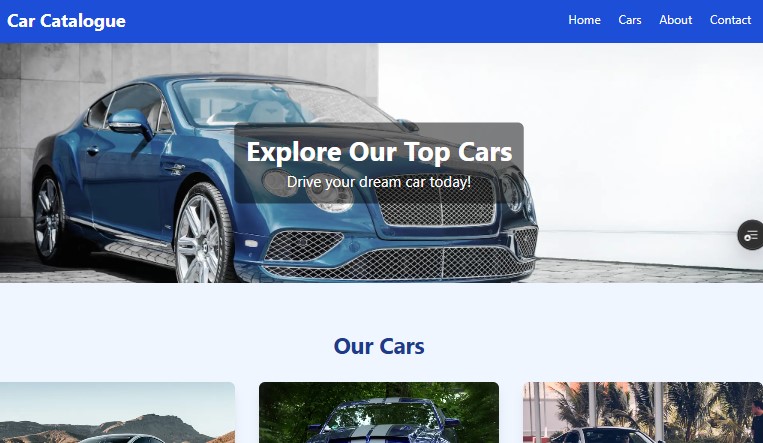 Car Catalogue
Home Cars About Contact
Explore Our Top Cars
Drive your dream car today!
Our Cars